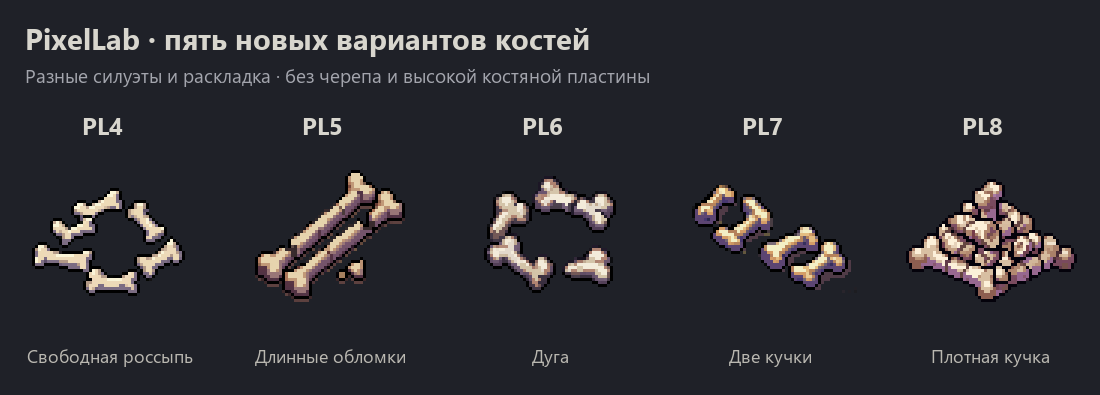 PixelLab · пять новых вариантов костей
Разные силуэты и раскладка · без черепа и высокой костяной пластины
PL4 PL5 PL6 PL7 PL8
Свободная россыпь Длинные обломки Дуга Две кучки Плотная кучка